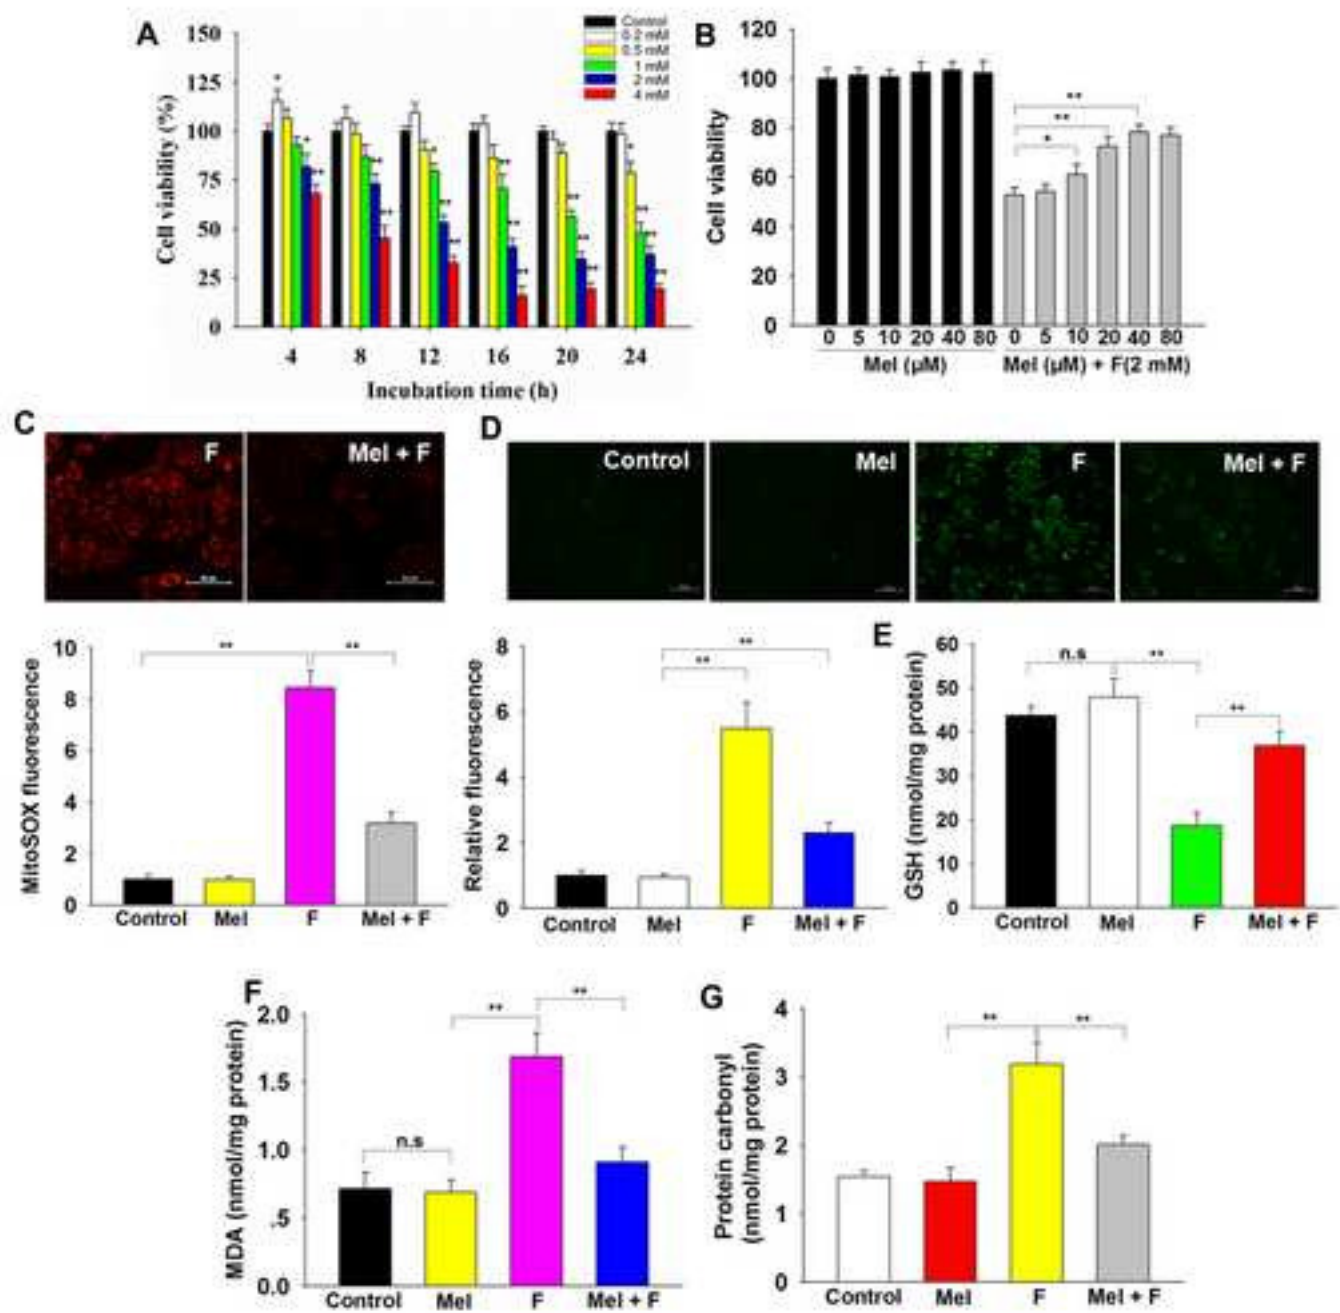 A
150
125
100
75
50
25
0
Cell viability (%)
Control
0.2 mM
0.5 mM
1 mM
2 mM
4 mM
* * ** ** ** * ** ** ** ** ** ** ** ** * ** ** **
4 8 12 16 20 24
Incubation time (h)
B
120
100
80
60
40
20
0
Cell viability
**
**
*
0 5 10 20 40 80 0 5 10 20 40 80
Mel (µM) Mel (µM) + F(2 mM)
C
F
Mel + F
10
8
6
4
2
0
MitoSOX fluorescence
** **
Control Mel F Mel + F
D
Control
Mel
F
Mel + F
8
6
4
2
0
Relative fluorescence
**
**
Control Mel F Mel + F
E
60
50
40
30
20
10
0
GSH (nmol/mg protein)
n.s **
**
Control Mel F Mel + F
F
2.0
1.5
1.0
.5
0.0
MDA (nmol/mg protein)
**
**
n.s
Control Mel F Mel + F
G
4
3
2
1
0
Protein carbonyl
(nmol/mg protein)
** **
Control Mel F Mel + F